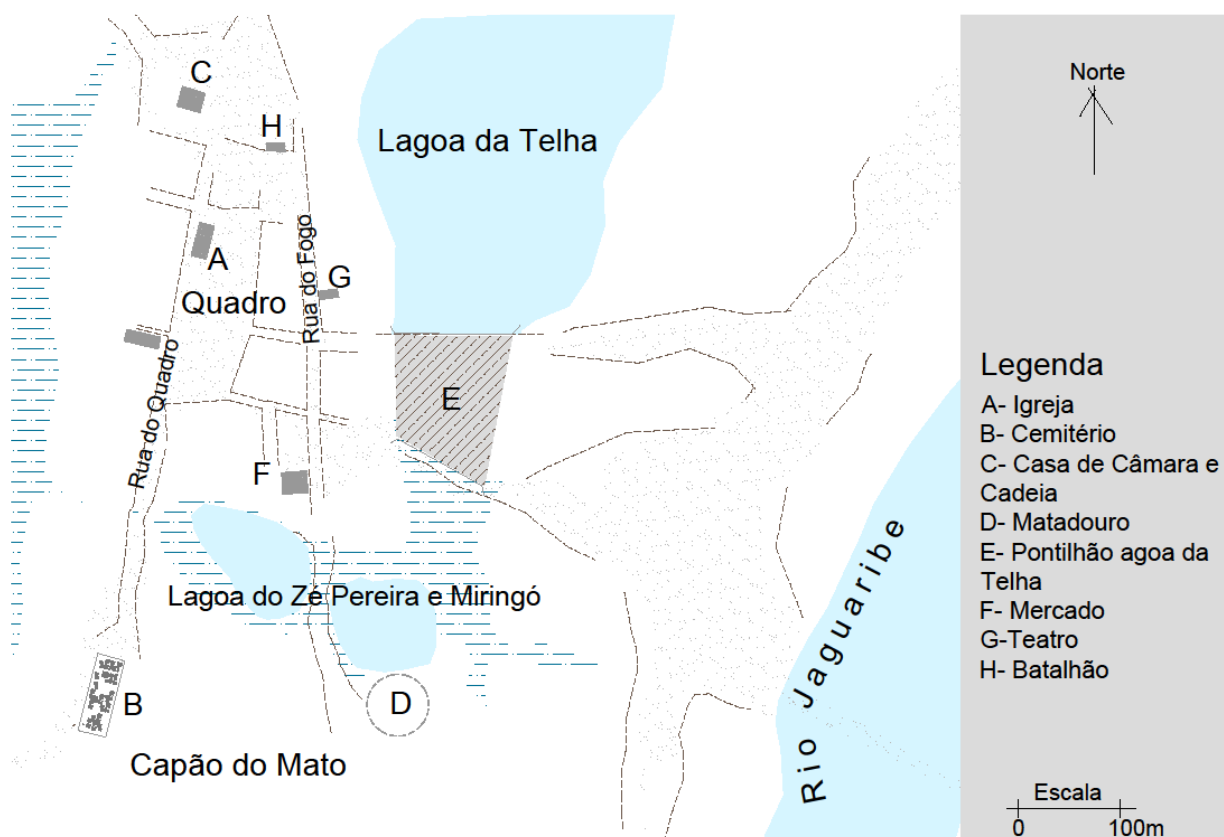 C
H
Lagoa da Telha
A
Quadro
Rua do Fogo
G
Rua do Quadro
E
F
Lagoa do Zé Pereira e Miringó
B
D
Capão do Mato
Rio Jaguaribe
Norte
Legenda
A- Igreja
B- Cemitério
C- Casa de Câmara e
Cadeia
D- Matadouro
E- Pontilhão agoa da
Telha
F- Mercado
G-Teatro
H- Batalhão
Escala
0 100m